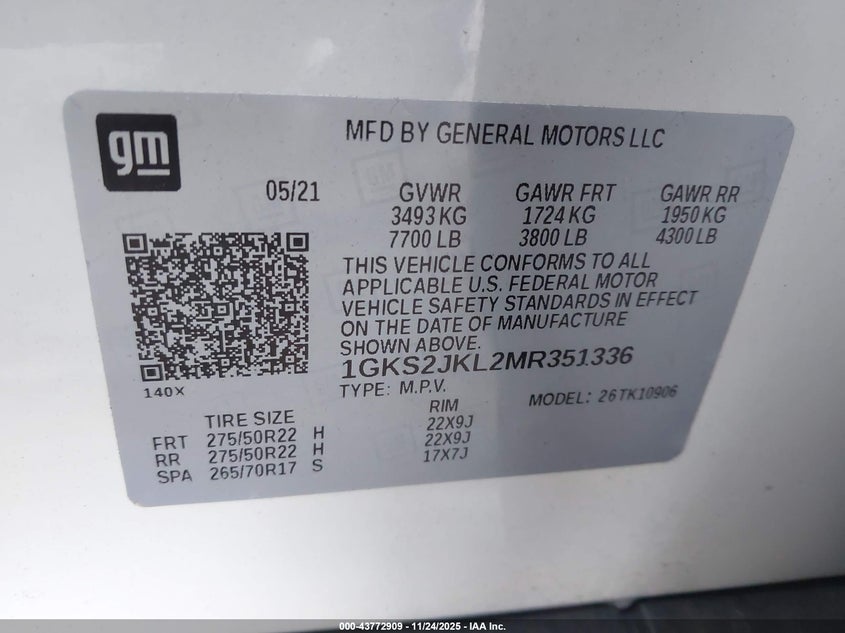 gm
MFD BY GENERAL MOTORS LLC
05/21 GVWR GAWR FRT GAWR RR
3493 KG 1724 KG 1950 KG
7700 LB 3800 LB 4300 LB
THIS VEHICLE CONFORMS TO ALL
APPLICABLE U.S. FEDERAL MOTOR
VEHICLE SAFETY STANDARDS IN EFFECT
ON THE DATE OF MANUFACTURE
SHOWN ABOVE.
1GKS2JKL2MR351336
140X
TYPE: M.P.V. MODEL: 26TK10906
TIRE SIZE RIM
FRT 275/50R22 H 22X9J
RR 275/50R22 H 22X9J
SPA 265/70R17 S 17X7J
000-43772909 - 11/24/2025 - IAA Inc.